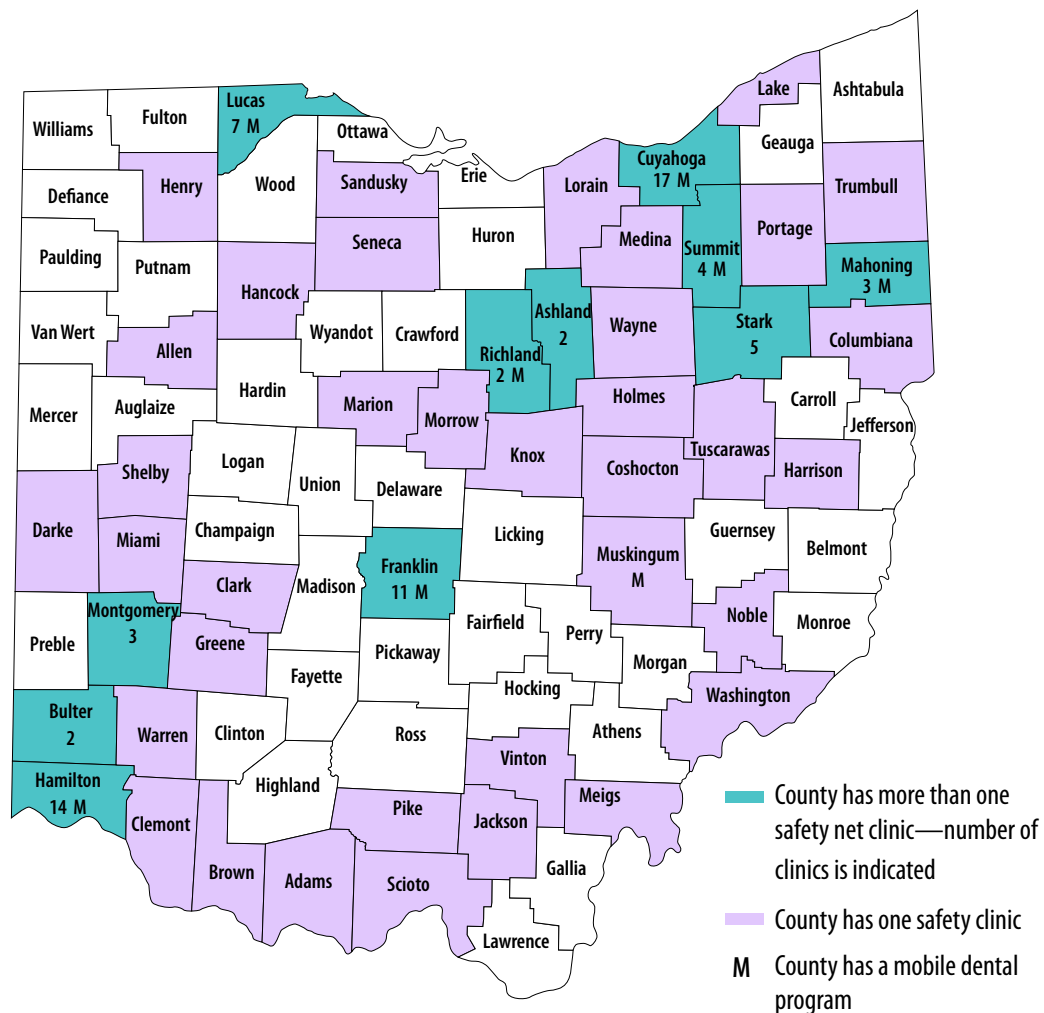 Lake
Ashtabula
Lucas
7 M
Fulton
Williams
Ottawa
Geauga
Cuyahoga
17 M
Erie
Wood
Sandusky
Henry
Lorain
Trumbull
Defiance
Portage
Medina
Huron
Seneca
Summit
4 M
Paulding
Putnam
Mahoning
3 M
Hancock
Ashland
2
Stark
5
Wayne
Van Wert
Wyandot
Crawford
Columbiana
Allen
Richland
2 M
Hardin
Holmes
Carroll
Marion
Auglaize
Mercer
Morrow
Jefferson
Knox
Tuscarawas
Logan
Coshocton
Harrison
Shelby
Union
Delaware
Darke
Champaign
Licking
Guernsey
Miami
Belmont
Muskingum
M
Franklin
11 M
Clark
Madison
Montgomery
3
Noble
Fairfield
Monroe
Perry
Preble
Greene
Pickaway
Morgan
Fayette
Hocking
Washington
Bulter
2
Warren
Clinton
Ross
Athens
Vinton
Hamilton
14 M
Highland
Meigs
Pike
Clemont
Jackson
Gallia
Brown
Adams
Scioto
Lawrence
County has more than one
safety net clinic—number of
clinics is indicated
County has one safety clinic
M County has a mobile dental
program